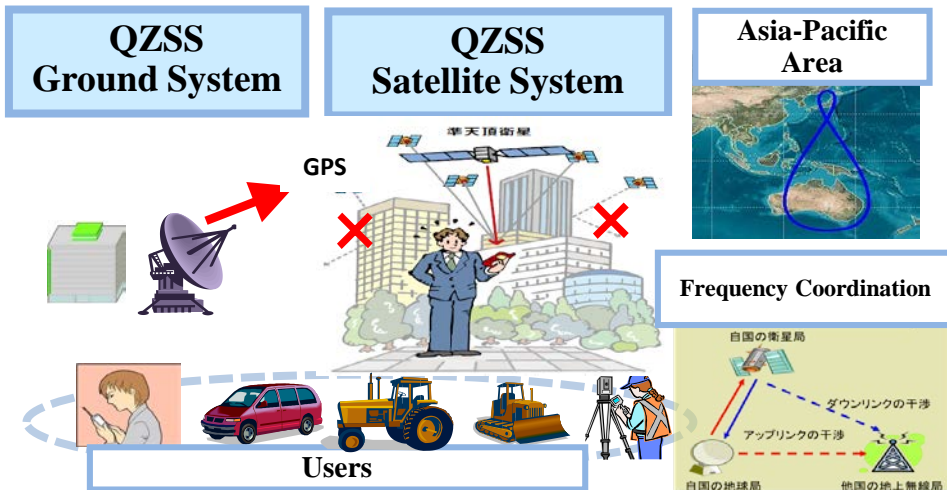 QZSS
Ground System
QZSS
Satellite System
Asia-Pacific
Area
準天頂衛星
GPS
Frequency Coordination
自国の衛星局
ダウンリンクの干渉
アップリンクの干渉
自国の地球局
他国の地上無線局
Users